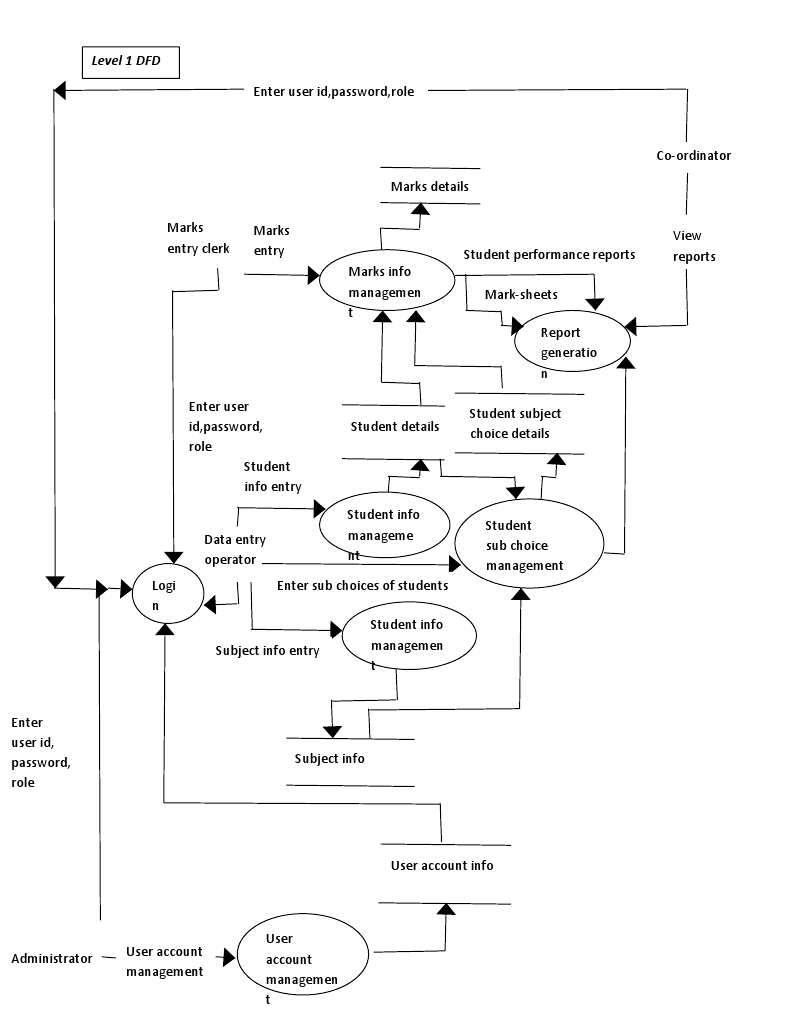 Level 1 DFD
Enter user id,password,role
Co-ordinator
Marks details
Marks
entry clerk
Marks
entry
View
reports
Student performance reports
Marks info
managemen
t
Mark-sheets
Report
generatio
n
Enter user
id,password,
role
Student details
Student subject
choice details
Student
info entry
Student info
manageme
nt
Student
sub choice
management
Data entry
operator
Logi
n
Enter sub choices of students
Student info
managemen
t
Subject info entry
Enter
user id,
password,
role
Subject info
User account info
Administrator
User account
management
User
account
managemen
t